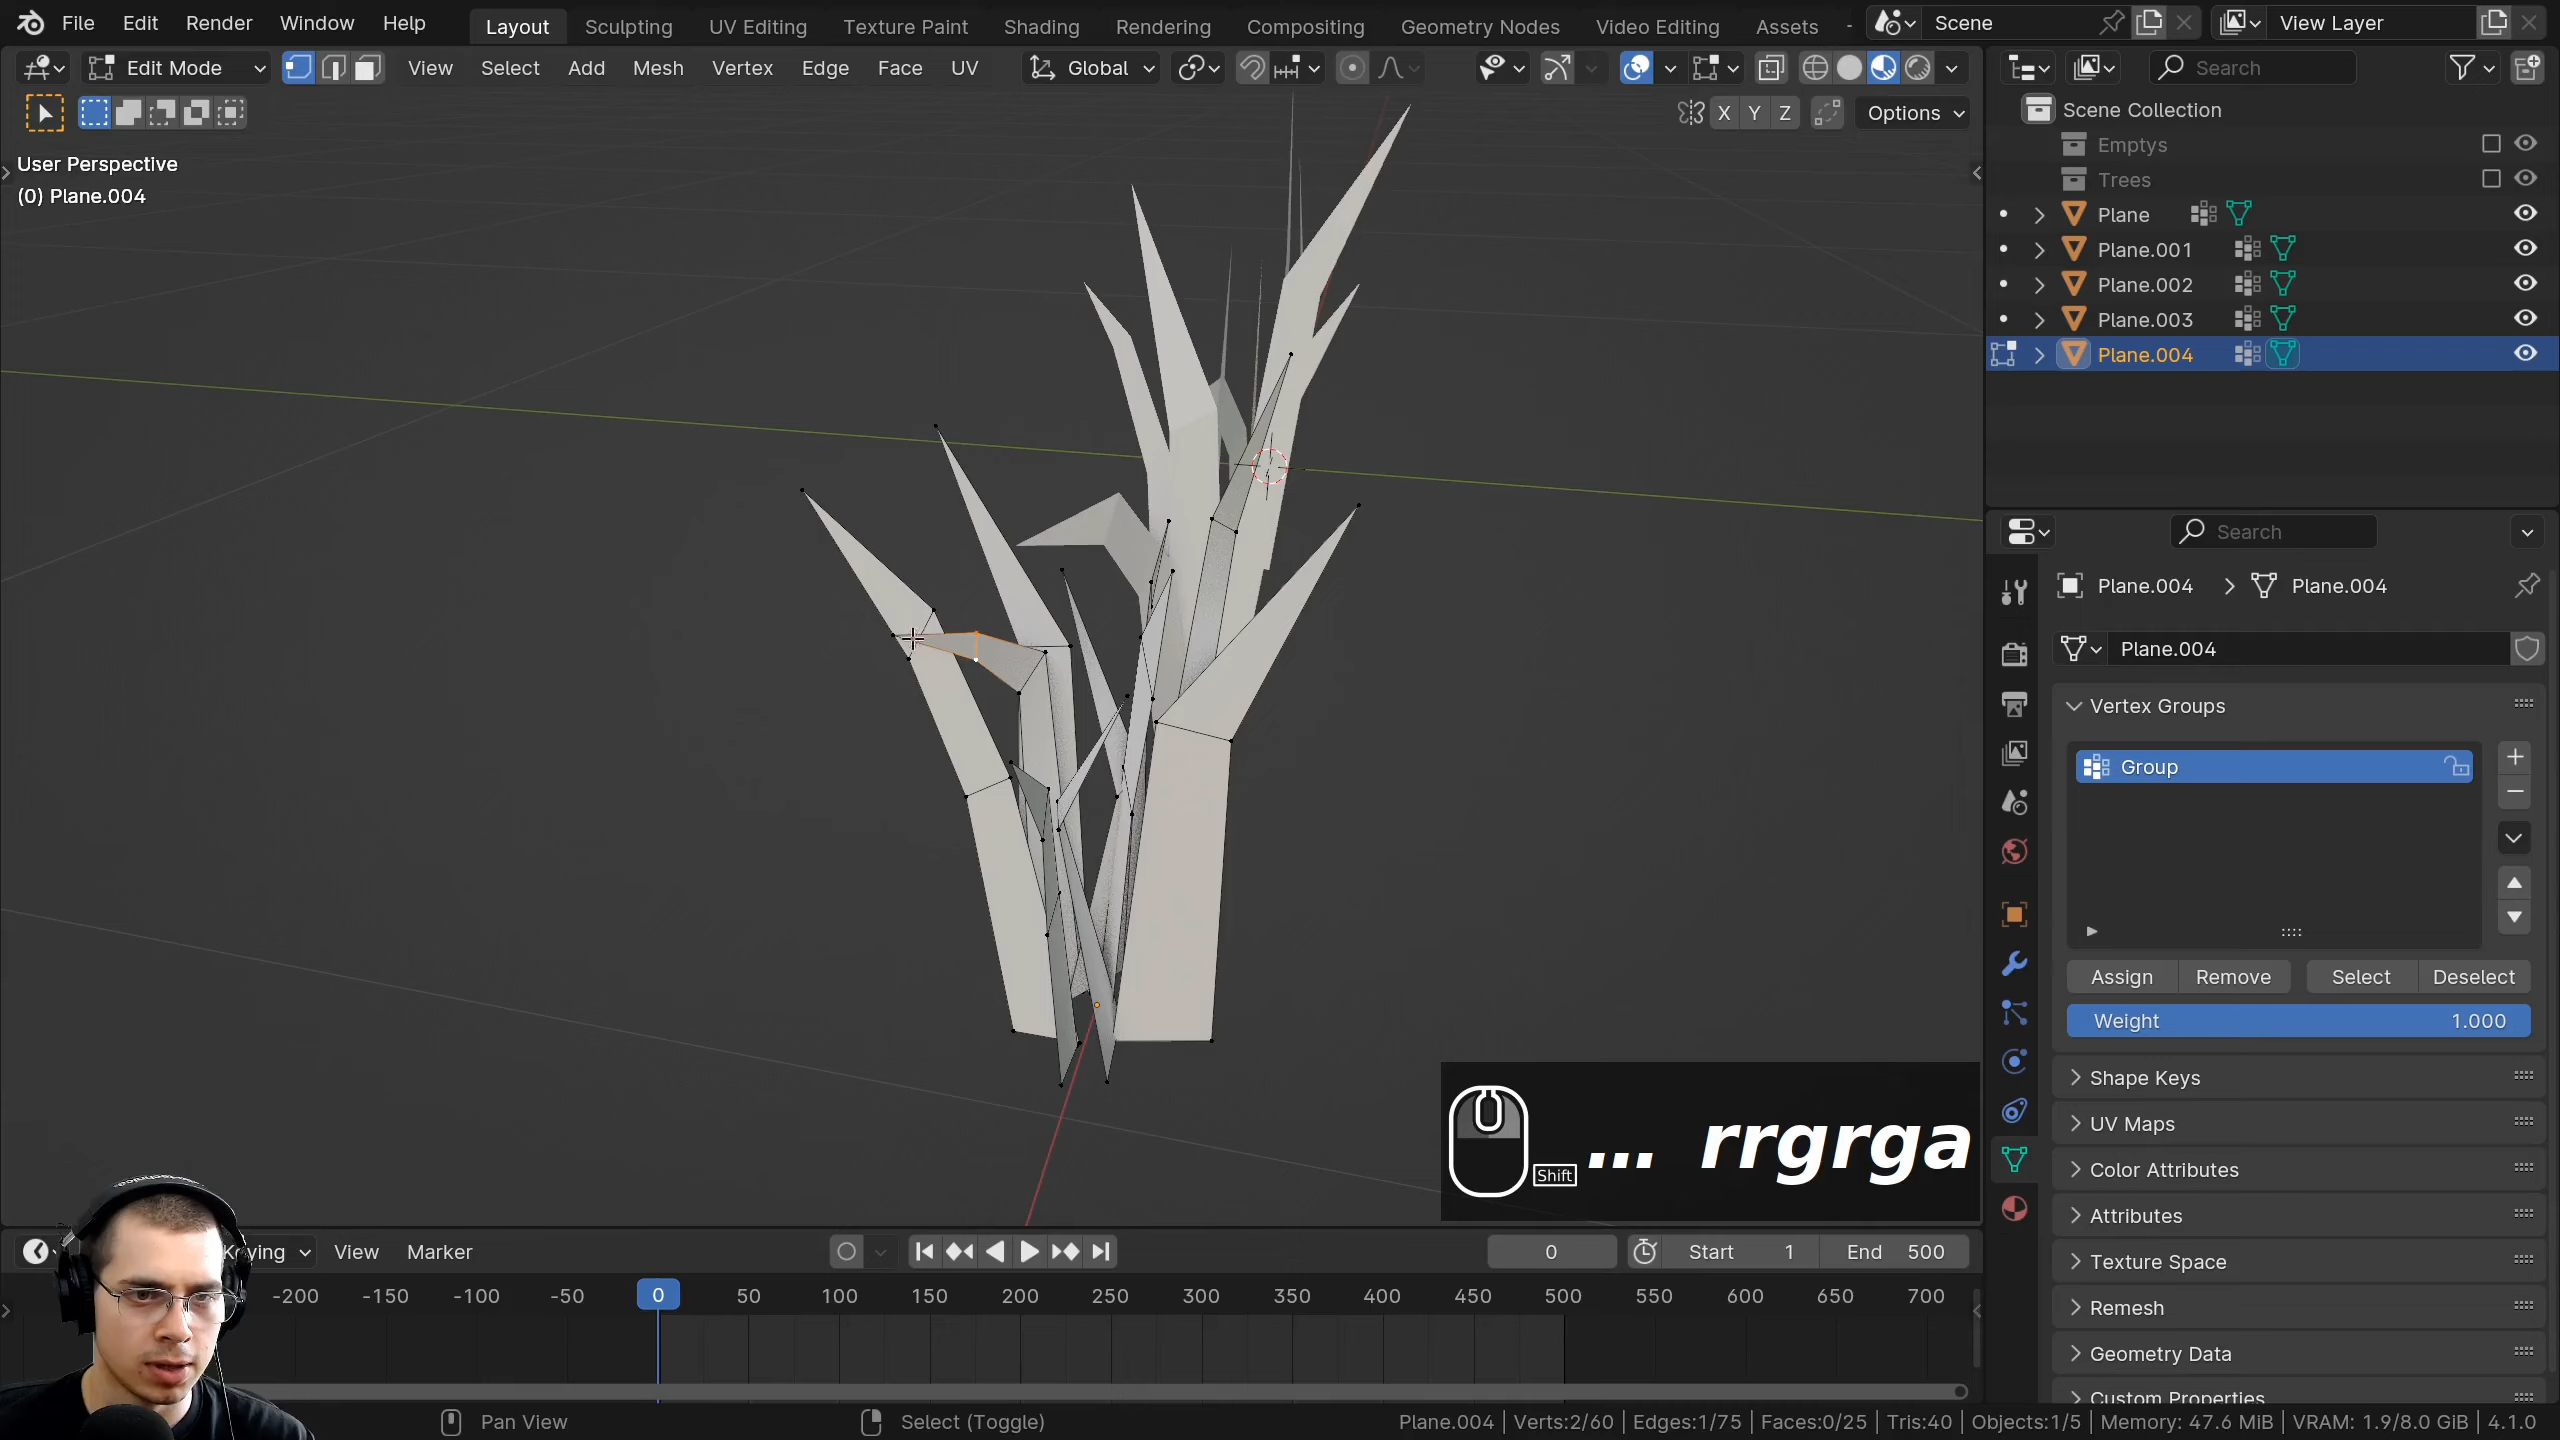 File Edit Render Window Help Layout Sculpting UV Editing Texture Paint Shading Rendering Compositing Geometry Nodes Video Editing Assets Scene View Layer
Edit Mode View Select Add Mesh Vertex Edge Face UV Global Search
X Y Z Options
User Perspective
(0) Plane.004
Scene Collection
Emptys
Trees
Plane
Plane.001
Plane.002
Plane.003
Plane.004
Search
Plane.004 > Plane.004
Plane.004
Vertex Groups
Group
Assign Remove Select Deselect
Weight 1.000
Shape Keys
UV Maps
Color Attributes
Attributes
Texture Space
Remesh
Geometry Data
Custom Properties
Shift ... rrgrga
Keying View Marker 0 Start 1 End 500
-200 -150 -100 -50 0 50 100 150 200 250 300 350 400 450 500 550 600 650 700
Pan View Select (Toggle) Plane.004 | Verts:2/60 | Edges:1/75 | Faces:0/25 | Tris:40 | Objects:1/5 | Memory: 47.6 MiB | VRAM: 1.9/8.0 GiB | 4.1.0